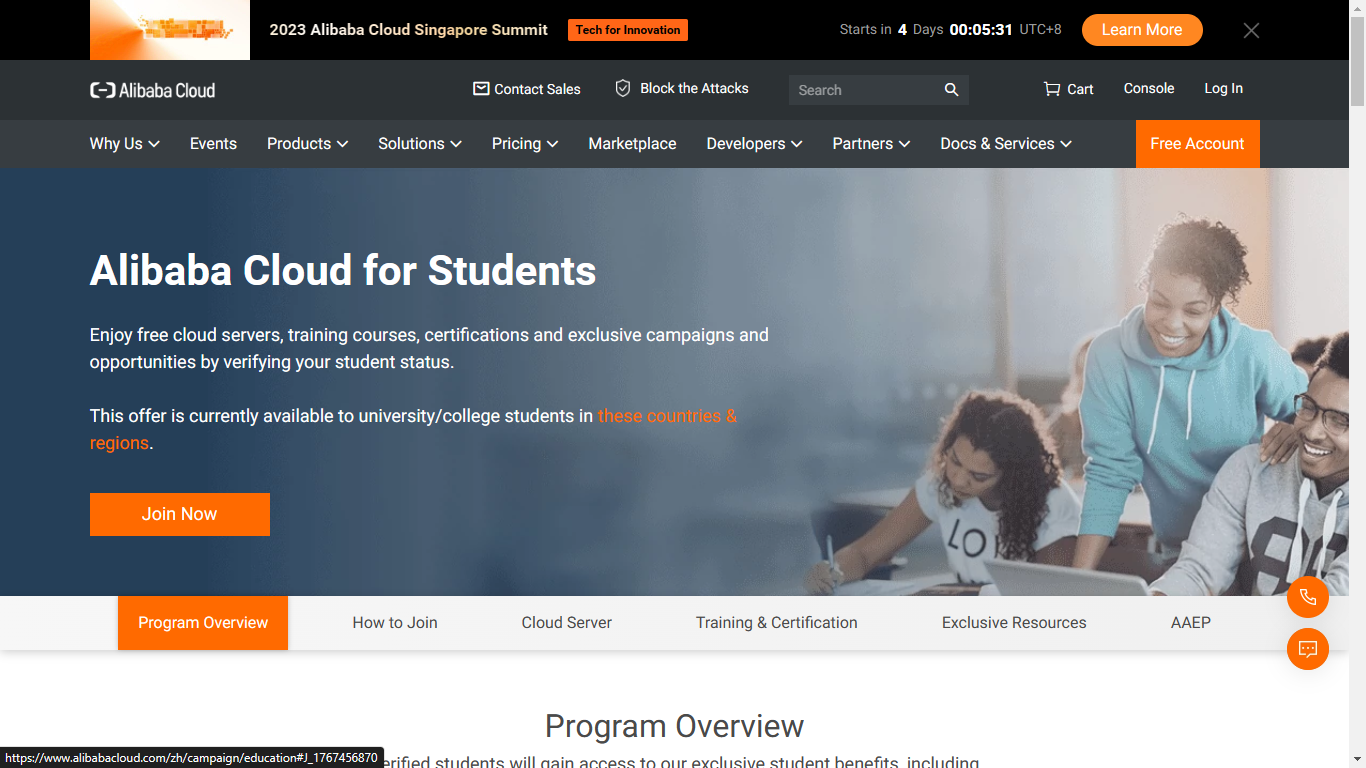 2023 Alibaba Cloud Singapore Summit
Tech for Innovation
Starts in 4 Days 00:05:31 UTC+8
Learn More
Alibaba Cloud
Contact Sales
Block the Attacks
Search
Cart
Console
Log In
Why Us
Events
Products
Solutions
Pricing
Marketplace
Developers
Partners
Docs & Services
Free Account
Alibaba Cloud for Students
Enjoy free cloud servers, training courses, certifications and exclusive campaigns and
opportunities by verifying your student status.
This offer is currently available to university/college students in these countries &
regions.
Join Now
Program Overview
How to Join
Cloud Server
Training & Certification
Exclusive Resources
AAEP
Program Overview
students will gain access to our exclusive student benefits, including
https://www.alibabacloud.com/zh/campaign/education#J_1767456870